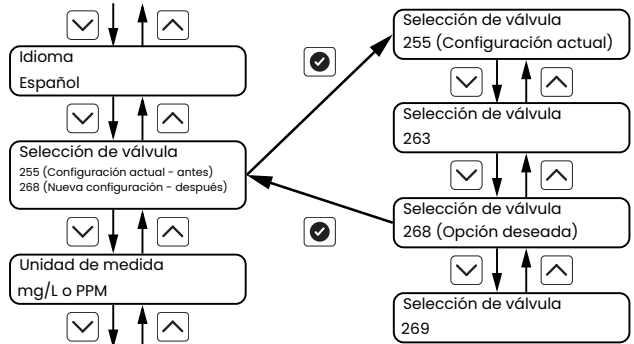 Idioma
Español
Selección de válvula
255 (Configuración actual - antes)
268 (Nueva configuración - después)
Unidad de medida
mg/L o PPM
Selección de válvula
255 (Configuración actual)
Selección de válvula
263
Selección de válvula
268 (Opción deseada)
Selección de válvula
269